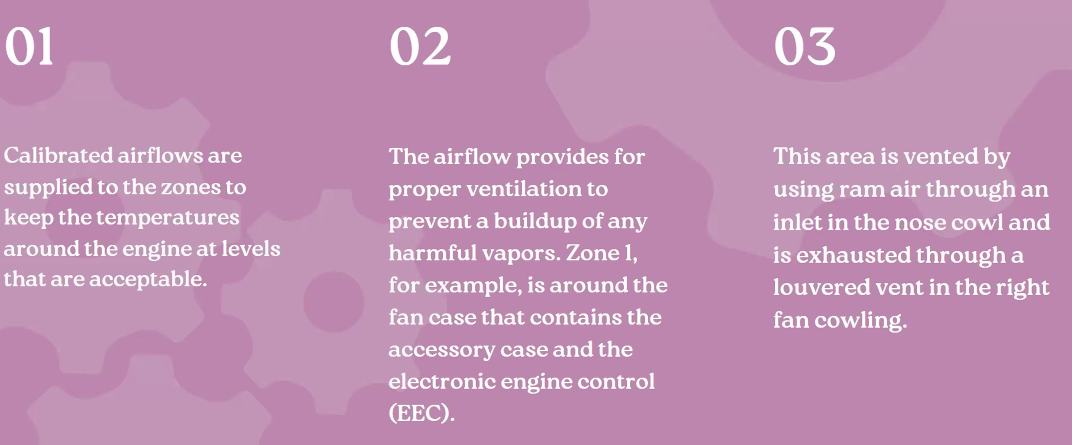 01
Calibrated airflows are
supplied to the zones to
keep the temperatures
around the engine at levels
that are acceptable.
02
The airflow provides for
proper ventilation to
prevent a buildup of any
harmful vapors. Zone 1,
for example, is around the
fan case that contains the
accessory case and the
electronic engine control
(EEC).
03
This area is vented by
using ram air through an
inlet in the nose cowl and
is exhausted through a
louvered vent in the right
fan cowling.